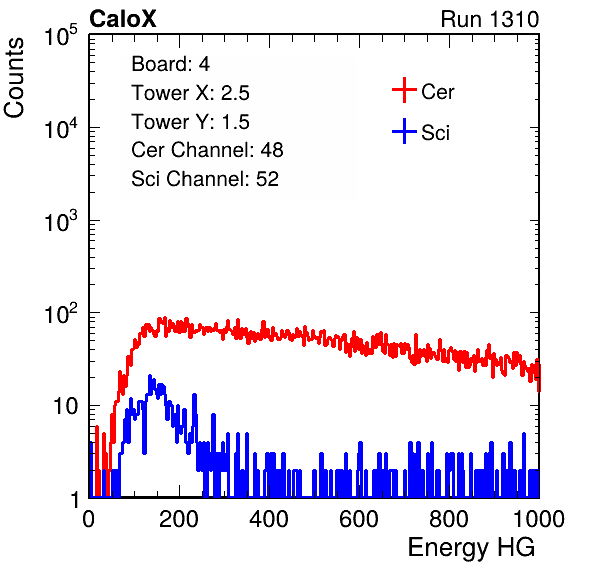 CaloX Run 1310
Counts
10^5
10^4
10^3
10^2
10
1
Board: 4
Tower X: 2.5
Tower Y: 1.5
Cer Channel: 48
Sci Channel: 52
Cer
Sci
0 200 400 600 800 1000
Energy HG